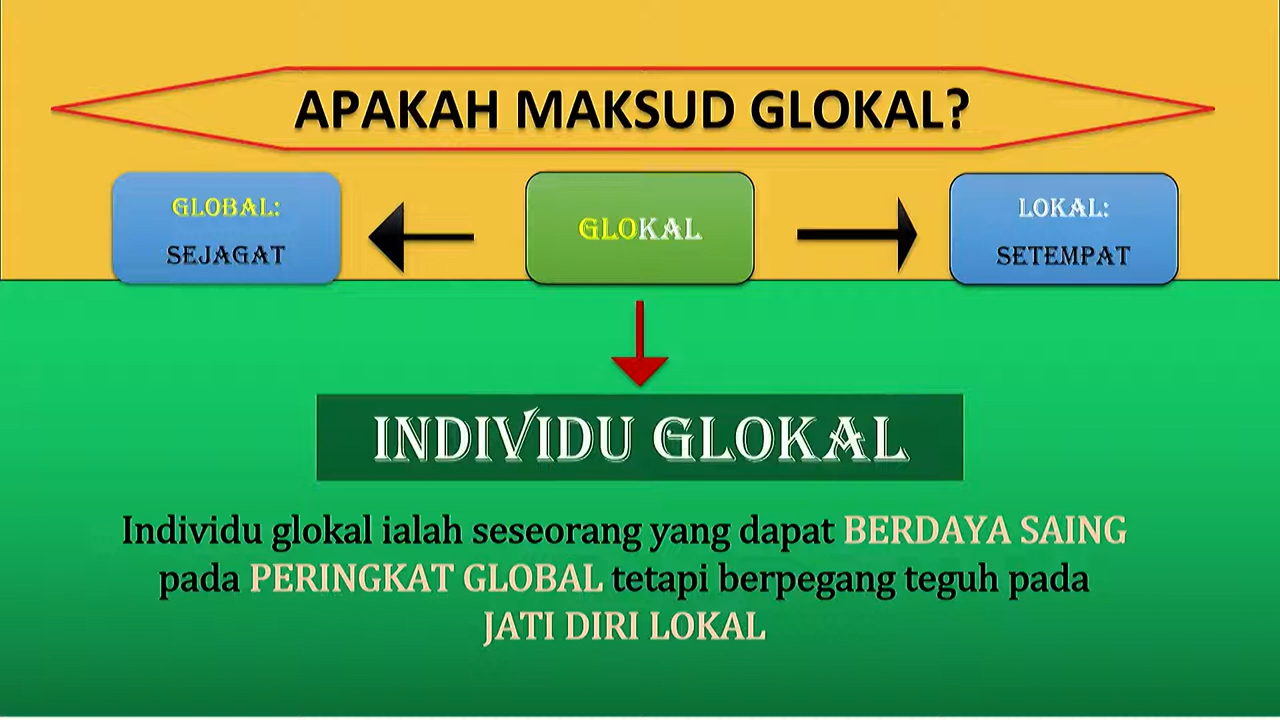 APAKAH MAKSUD GLOKAL?
GLOBAL:
SEJAGAT
GLOKAL
LOKAL:
SETEMPAT
INDIVIDU GLOKAL
Individu glokal ialah seseorang yang dapat BERDAYA SAING
pada PERINGKAT GLOBAL tetapi berpegang teguh pada
JATI DIRI LOKAL